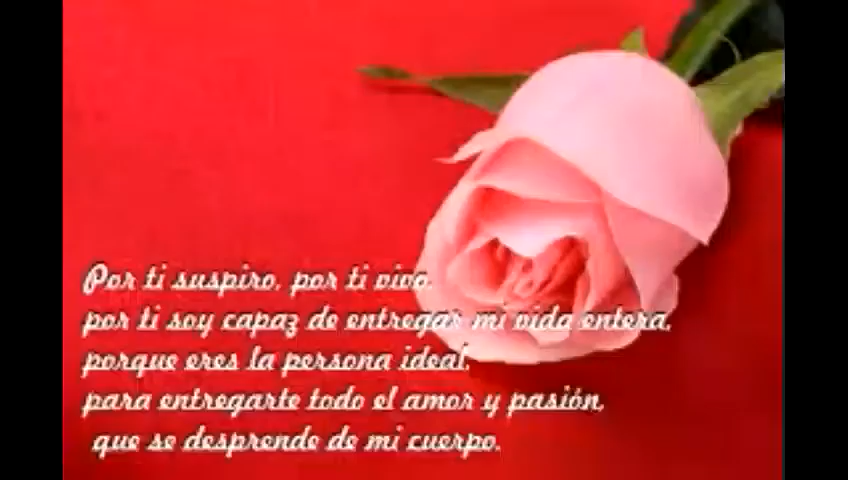 Por ti suspiro, por ti vivo,
por ti soy capaz de entregar mi vida entera,
porque eres la persona ideal,
para entregarte todo el amor y pasión,
que se desprende de mi cuerpo.